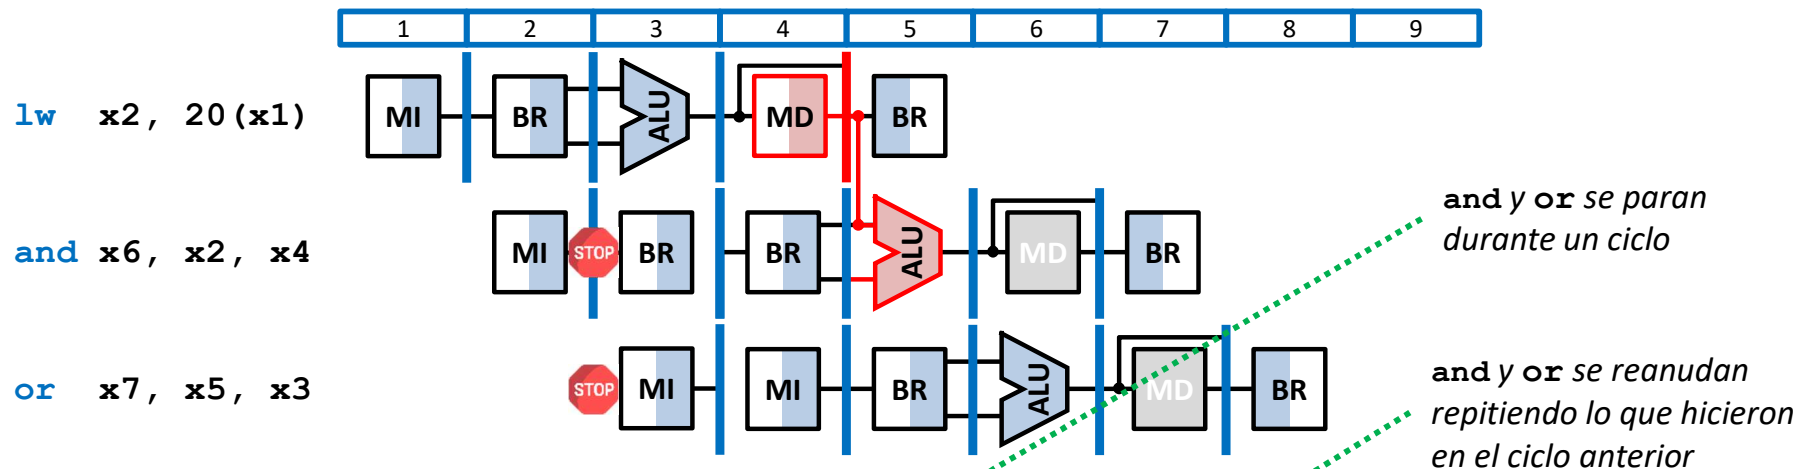 1 2 3 4 5 6 7 8 9
lw x2, 20(x1)
MI BR ALU MD BR
and x6, x2, x4
MI STOP BR BR ALU MD BR
or x7, x5, x3
STOP MI MI BR ALU MD BR
and y or se paran
durante un ciclo
and y or se reanudan
repitiendo lo que hicieron
en el ciclo anterior